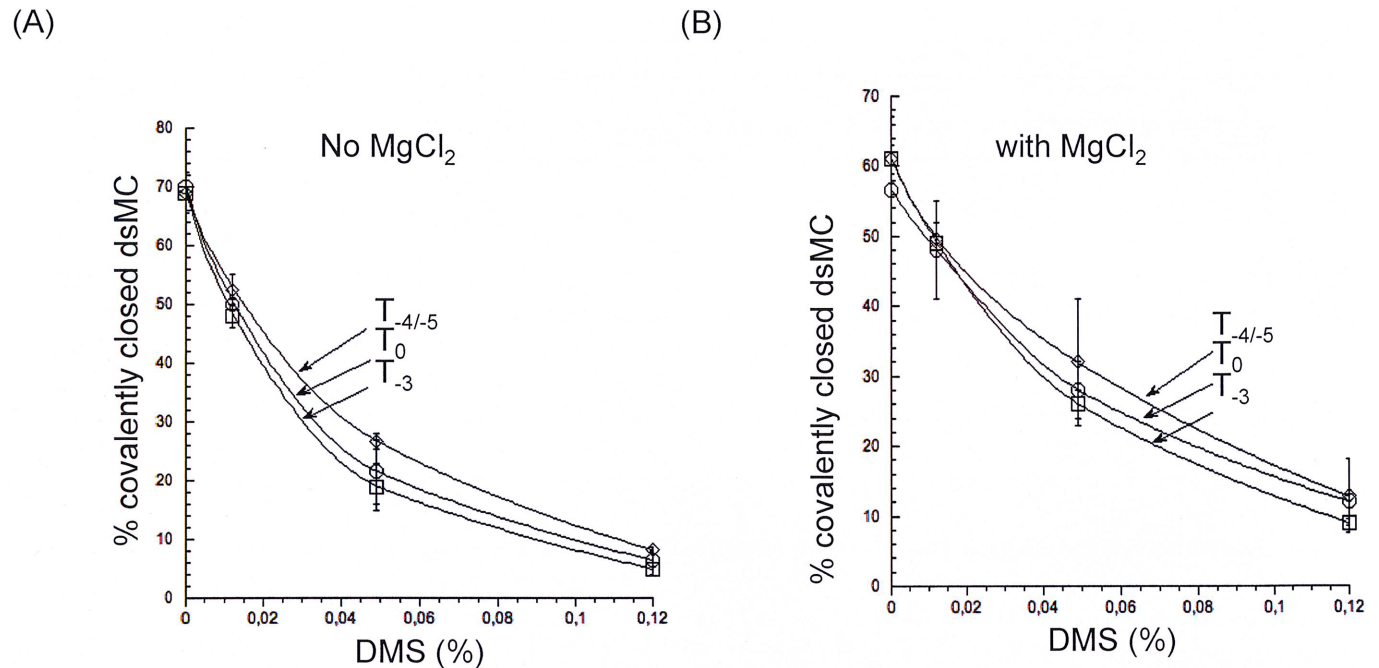 (A)
No MgCl₂
% covalently closed dsMC
80
70
60
50
40
30
20
10
0
T-4/-5
T0
T-3
0
0,02
0,04
0,06
0,08
0,1
0,12
DMS (%)
(B)
with MgCl₂
% covalently closed dsMC
70
60
50
40
30
20
10
0
T-4/-5
T0
T-3
0
0,02
0,04
0,06
0,08
0,1
0,12
DMS (%)